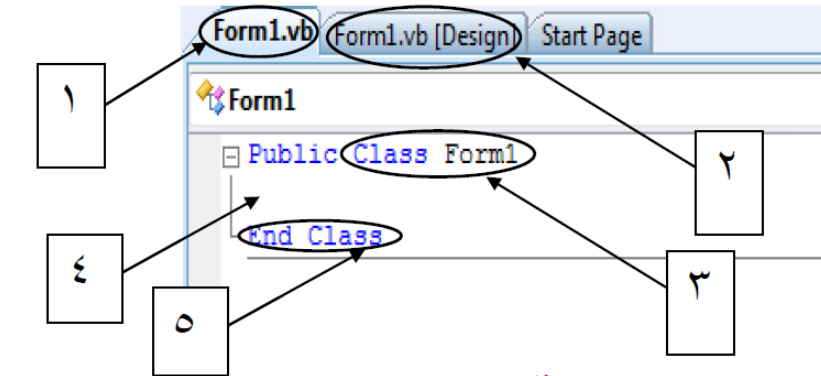 Form1.vb Form1.vb [Design] Start Page
١
Form1
Public Class Form1
٢
End Class
٤
٣
٥